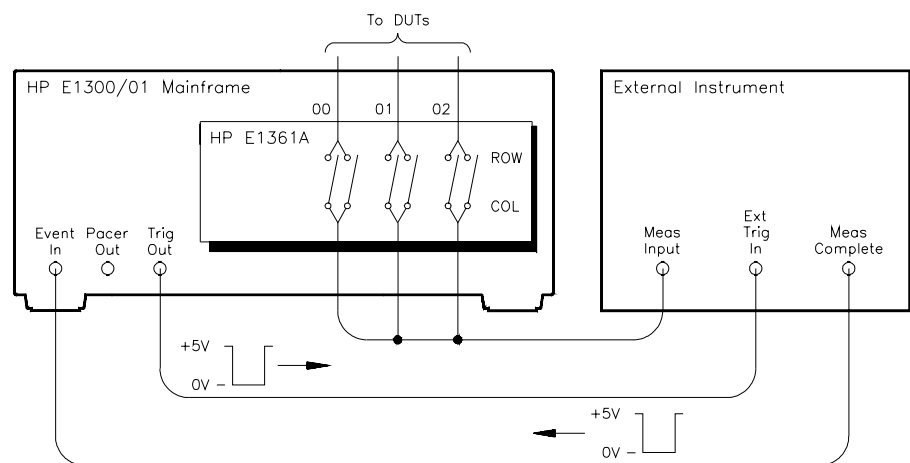 To DUTs
HP E1300/01 Mainframe
External Instrument
00 01 02
HP E1361A
ROW
COL
Event In
Pacer Out
Trig Out
Meas Input
Ext Trig In
Meas Complete
+5V
0V
+5V
0V